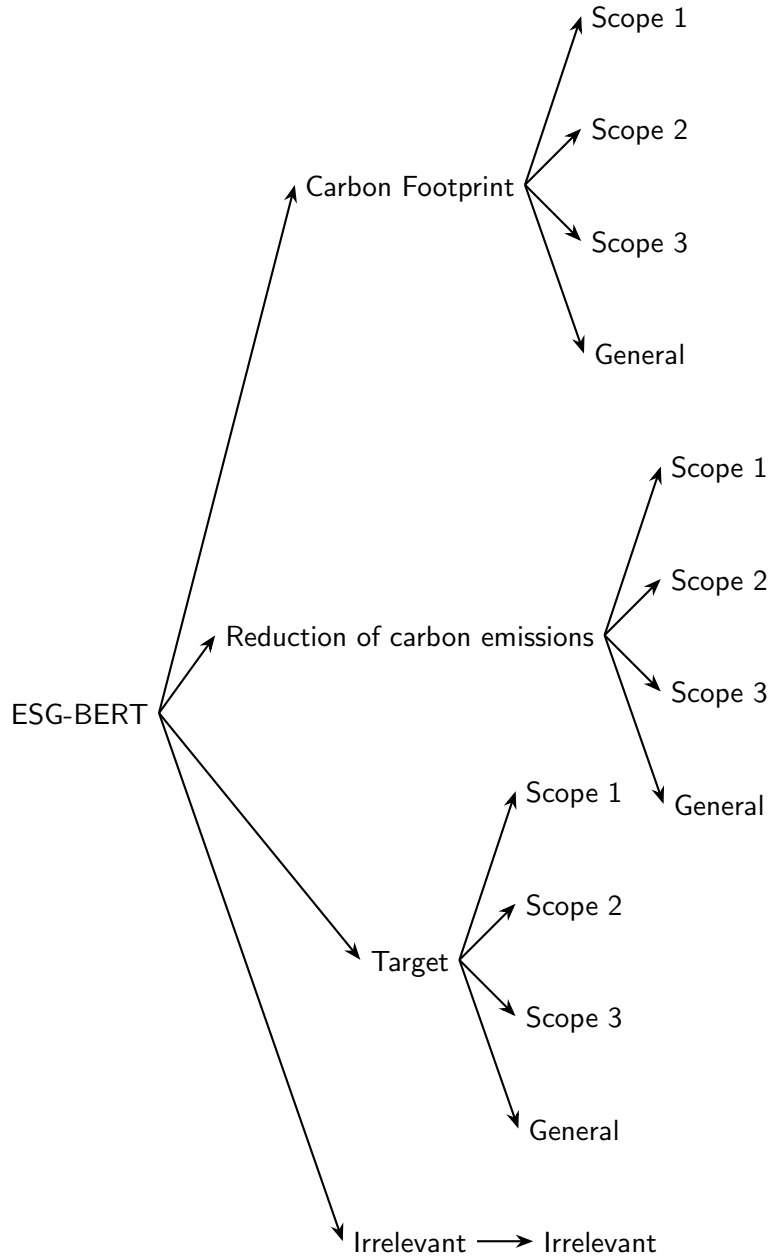 Scope 1
Scope 2
Carbon Footprint
Scope 3
General
Scope 1
Scope 2
Reduction of carbon emissions
Scope 3
ESG-BERT
Scope 1
General
Scope 2
Target
Scope 3
General
Irrelevant Irrelevant